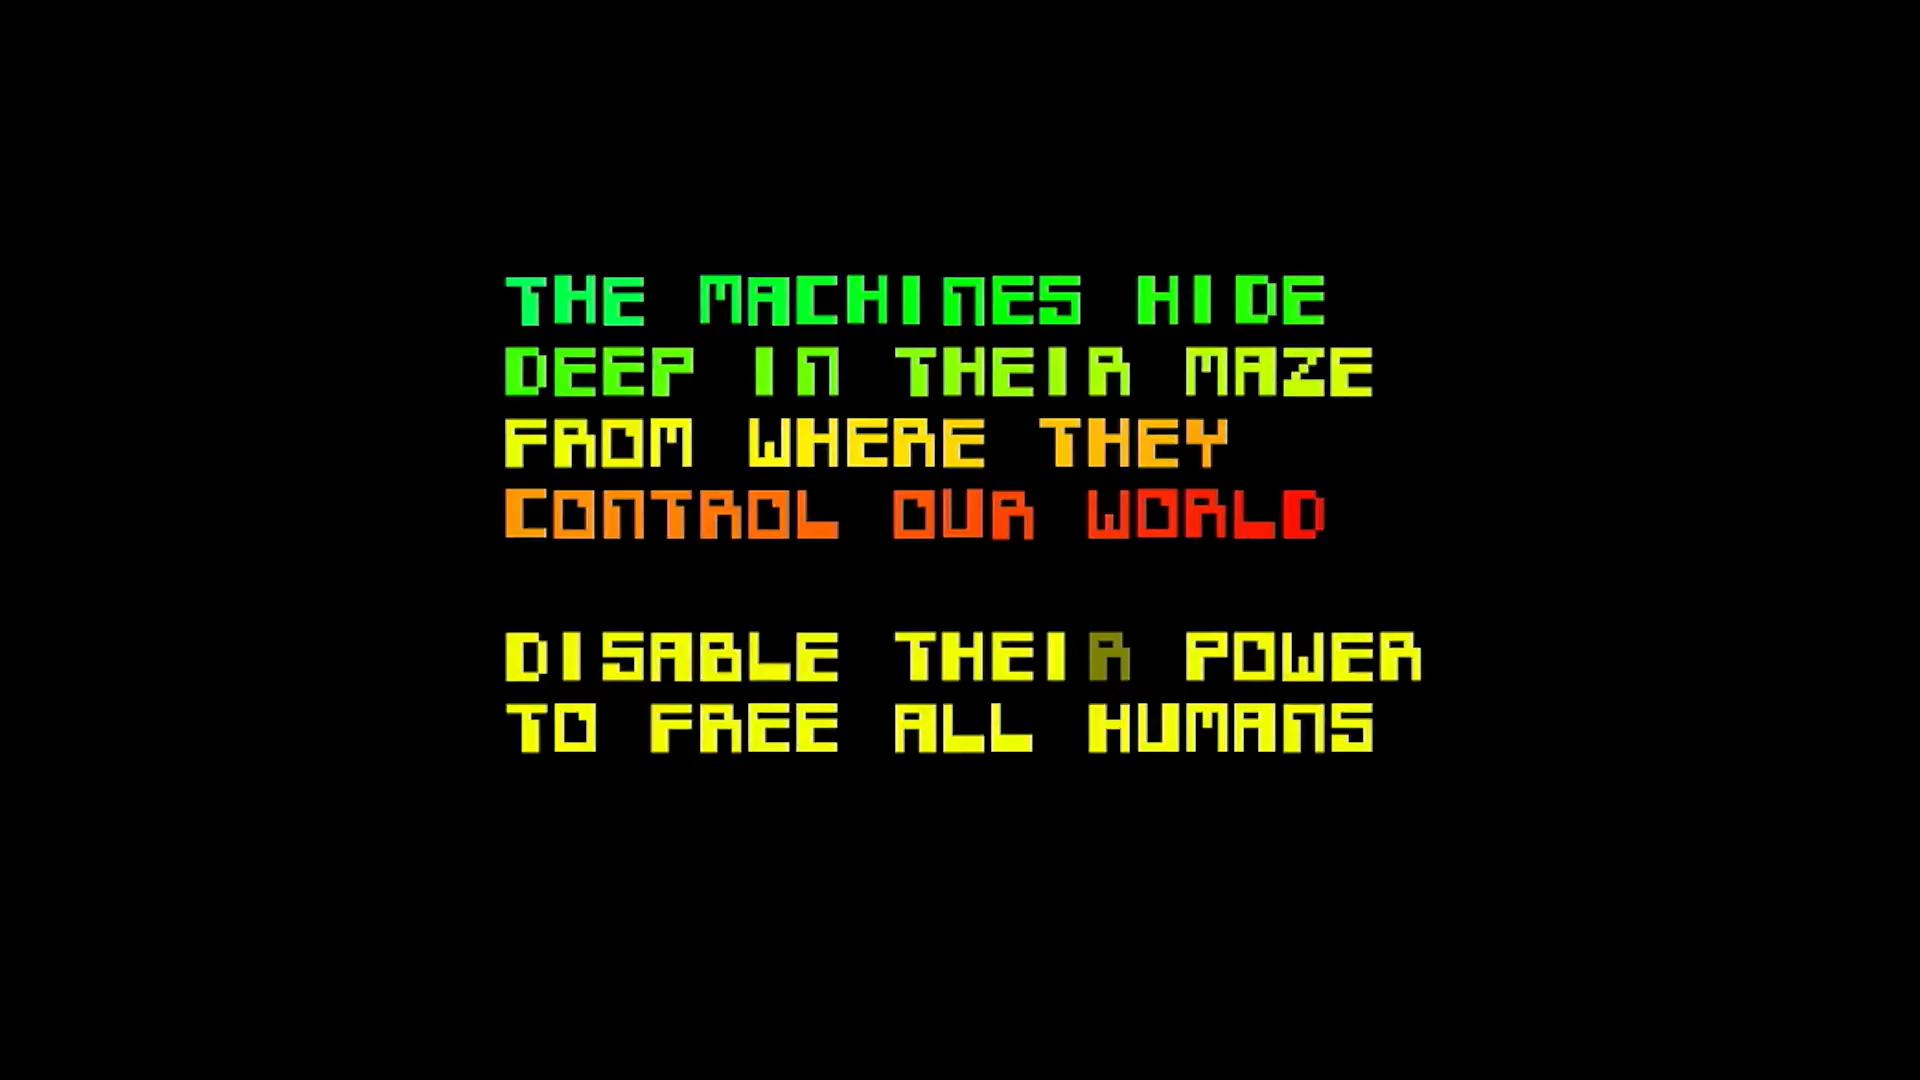 THE MACHINES HIDE
DEEP IN THEIR MAZE
FROM WHERE THEY
CONTROL OUR WORLD
DISABLE THEIR POWER
TO FREE ALL HUMANS